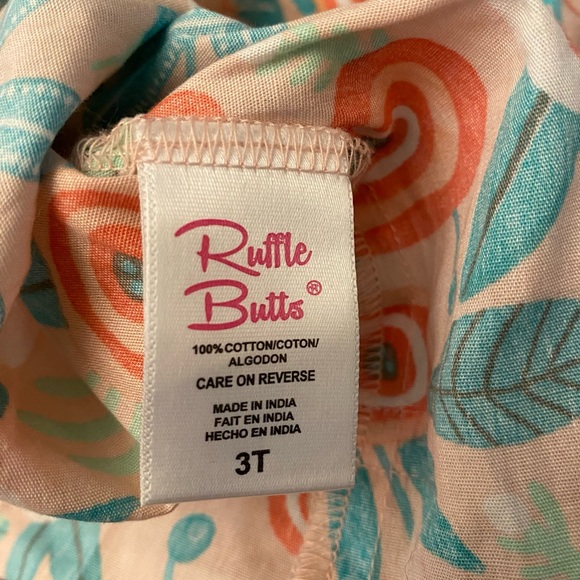 Ruffle
Butts®
100%COTTON/COTON/
ALGODON
CARE ON REVERSE
MADE IN INDIA
FAIT EN INDIA
HECHO EN INDIA
3T